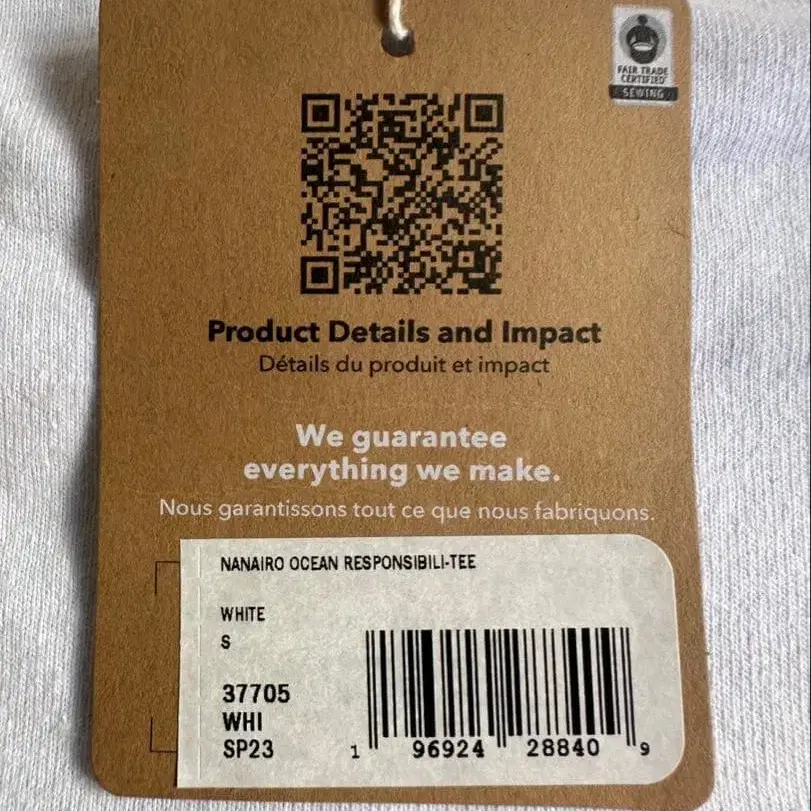 FAIR TRADE
CERTIFIED
SEWING
Product Details and Impact
Détails du produit et impact
We guarantee
everything we make.
Nous garantissons tout ce que nous fabriquons.
NANAIRO OCEAN RESPONSIBILI-TEE
WHITE
S
37705
WHI
SP23
1 96924 28840 9